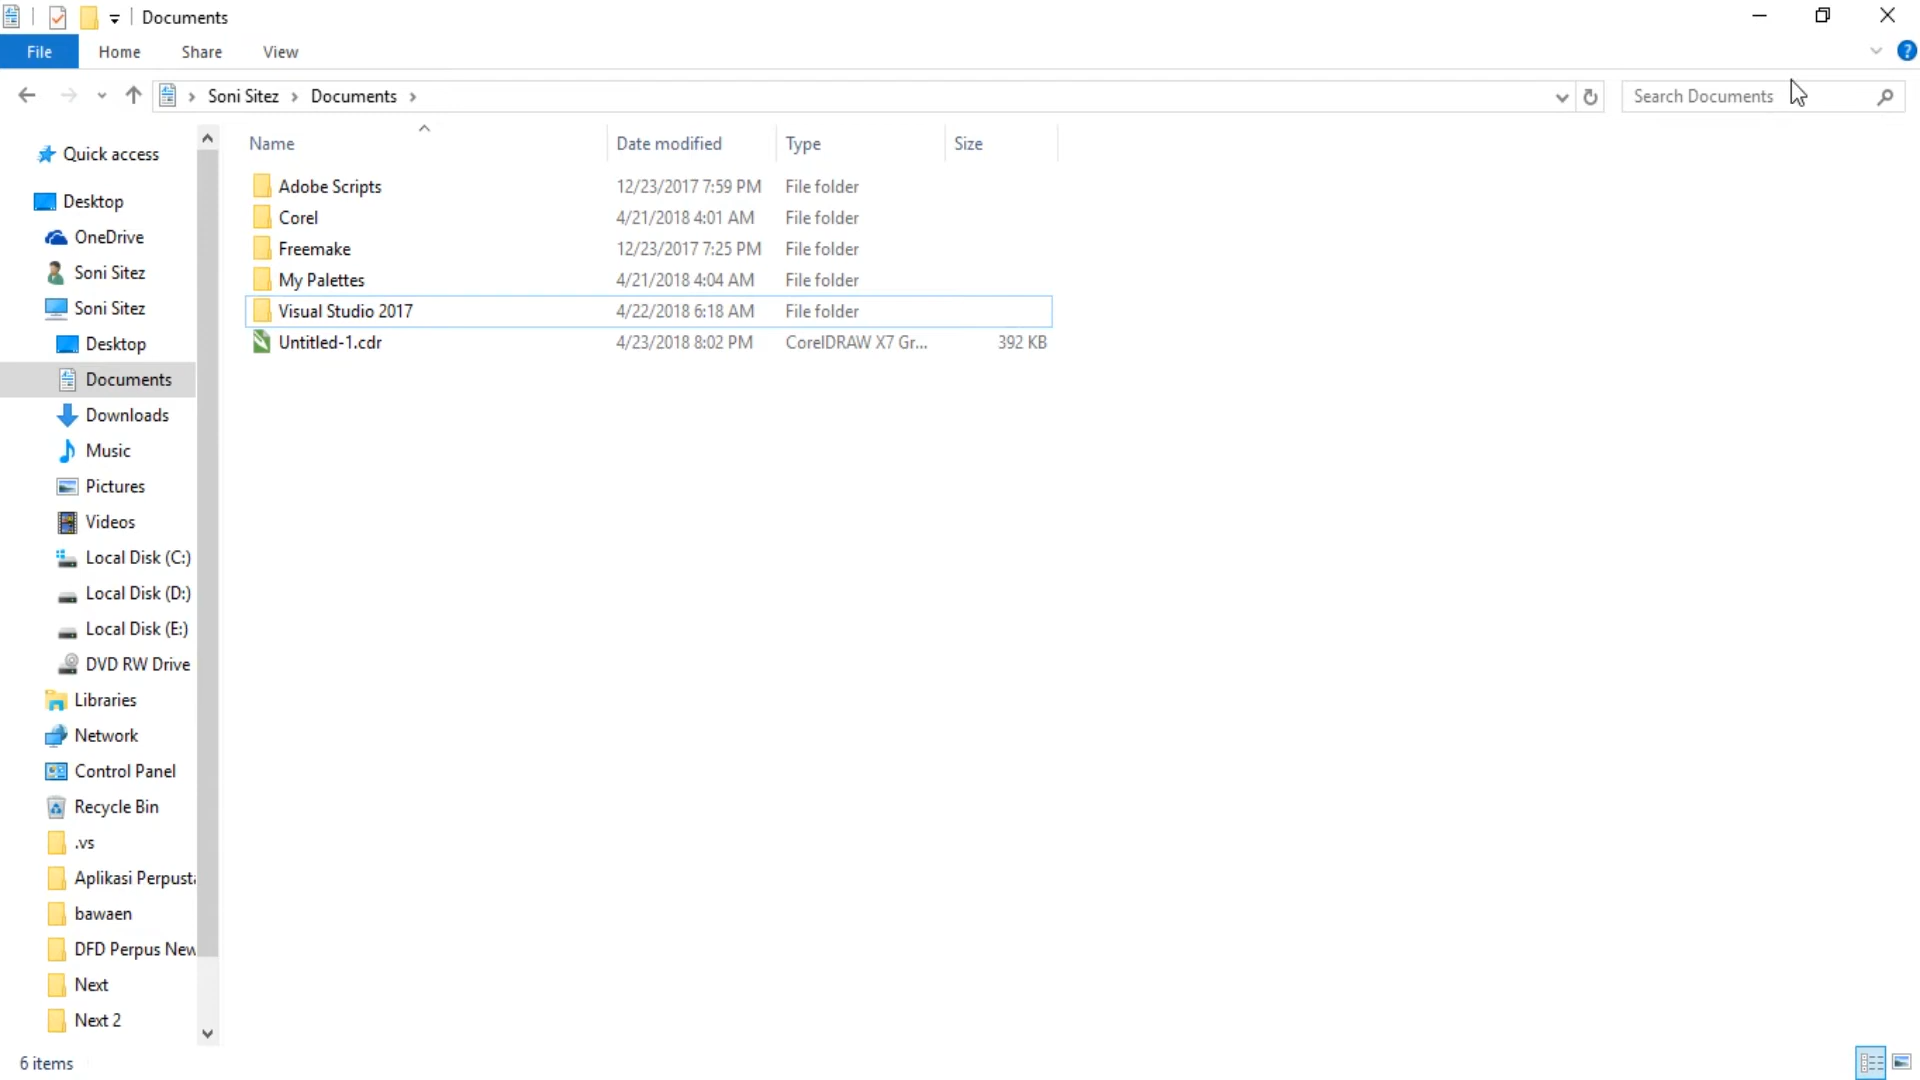 Documents
File Home Share View
Soni Sitez Documents Search Documents
Name Date modified Type Size
Quick access
Desktop
OneDrive
Soni Sitez
Soni Sitez
Desktop
Documents
Downloads
Music
Pictures
Videos
Local Disk (C:)
Local Disk (D:)
Local Disk (E:)
DVD RW Drive
Libraries
Network
Control Panel
Recycle Bin
.vs
Aplikasi Perpusta
bawaen
DFD Perpus New
Next
Next 2
Adobe Scripts 12/23/2017 7:59 PM File folder
Corel 4/21/2018 4:01 AM File folder
Freemake 12/23/2017 7:25 PM File folder
My Palettes 4/21/2018 4:04 AM File folder
Visual Studio 2017 4/22/2018 6:18 AM File folder
Untitled-1.cdr 4/23/2018 8:02 PM CorelDRAW X7 Gr... 392 KB
6 items